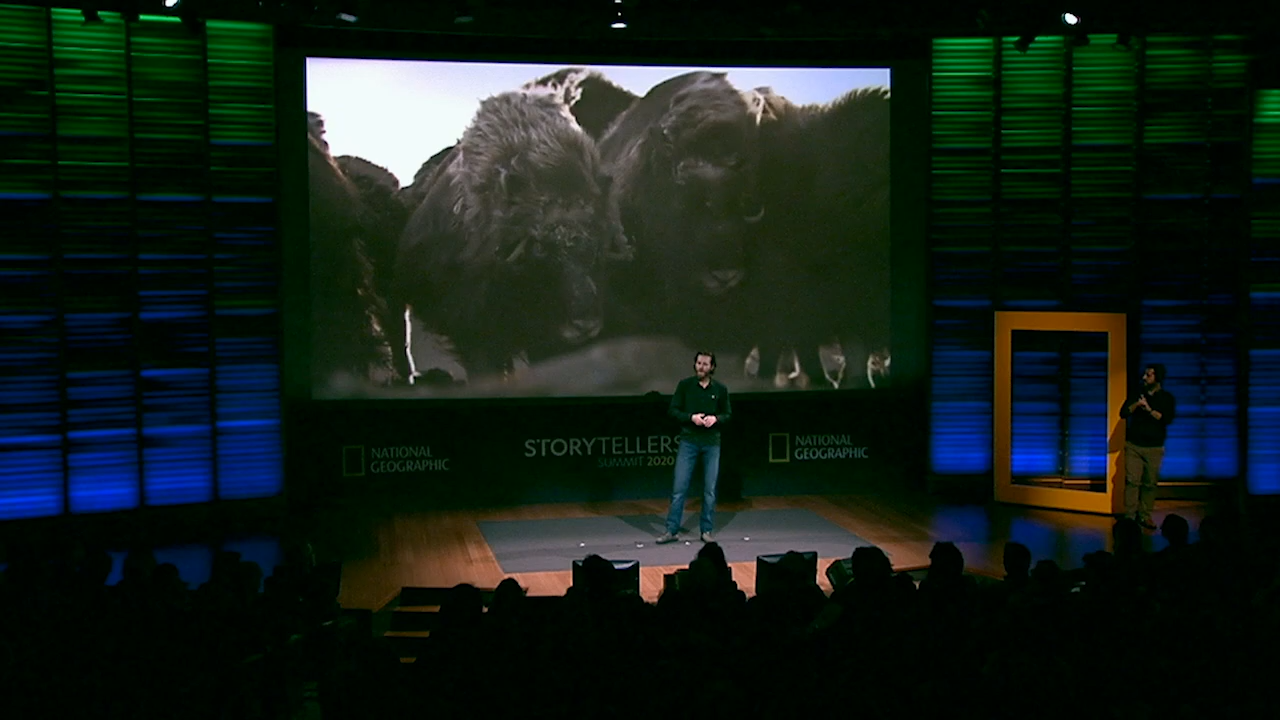 NATIONAL
GEOGRAPHIC
STORYTELLERS
SUMMIT 2020
NATIONAL
GEOGRAPHIC